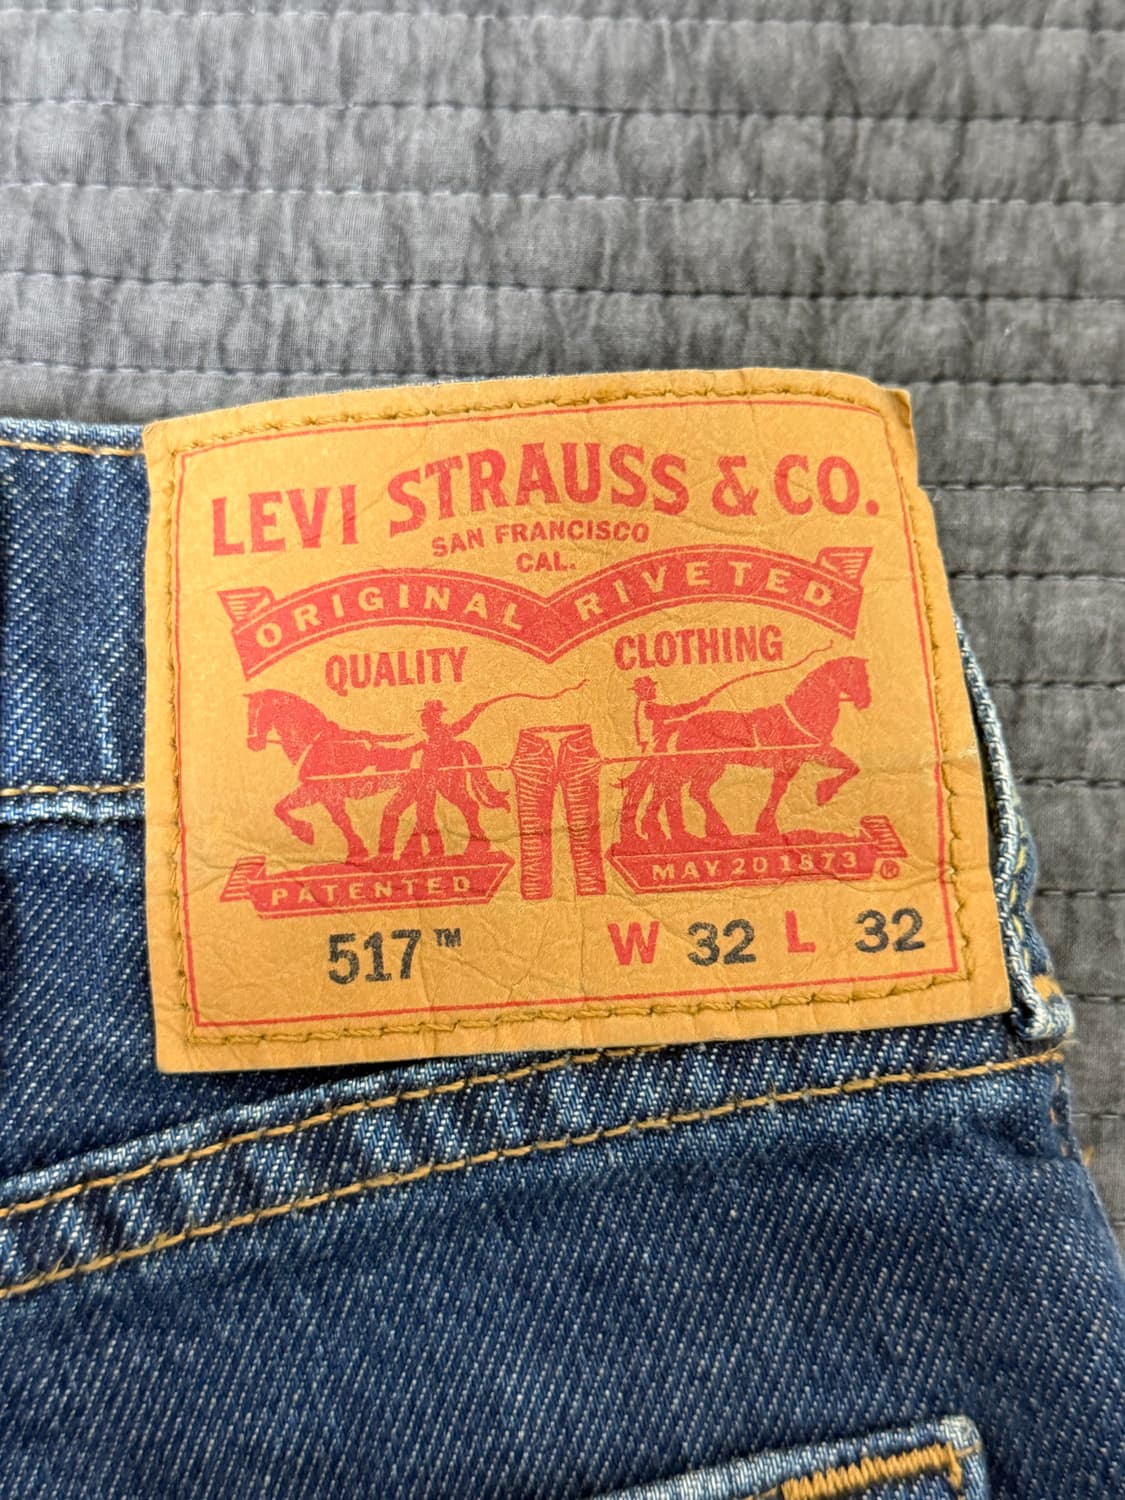 LEVI STRAUSS & CO.
SAN FRANCISCO
CAL.
ORIGINAL RIVETED
QUALITY CLOTHING
PATENTED MAY 20 1873 ®
517™ W 32 L 32